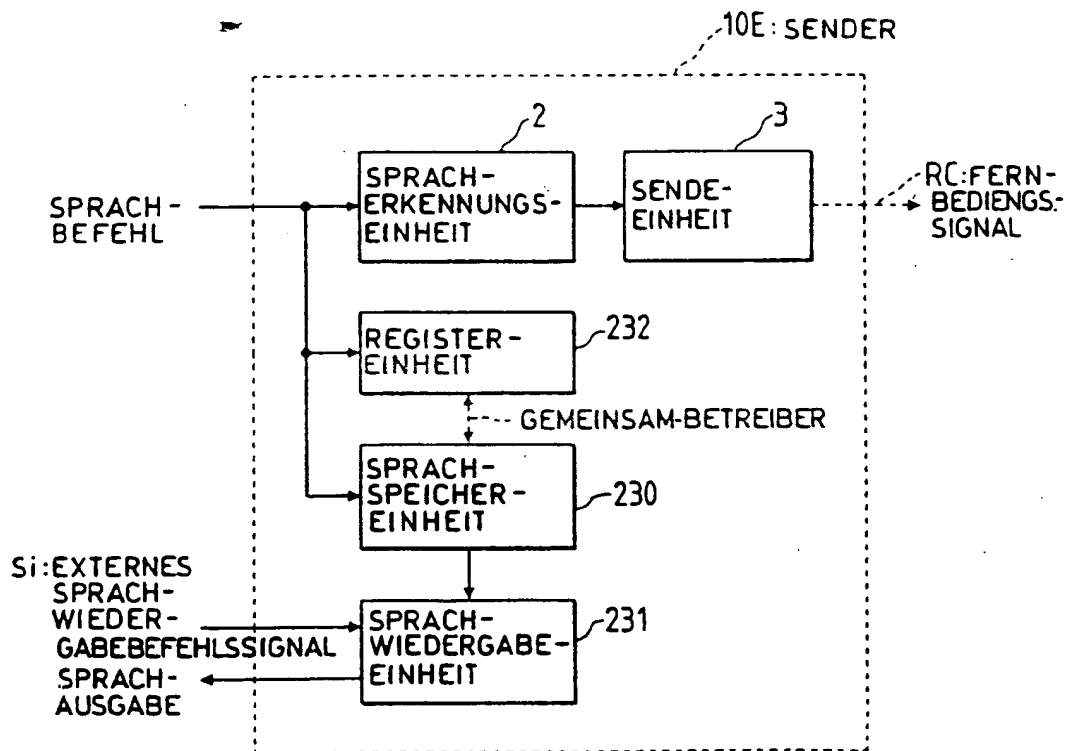 10E: SENDER
2
3
SPRACH-
ERKENNUNGS-
EINHEIT
SENDE-
EINHEIT
SPRACH-
BEFEHL
RC:FERN-
BEDIENGS-
SIGNAL
REGISTER-
EINHEIT
232
GEMEINSAM-BETREIBER
SPRACH-
SPEICHER-
EINHEIT
230
Si:EXTERNES
SPRACH-
WIEDER-
GABEBEFEHLSSIGNAL
SPRACH-
WIEDERGABE-
EINHEIT
231
SPRACH-
AUSGABE